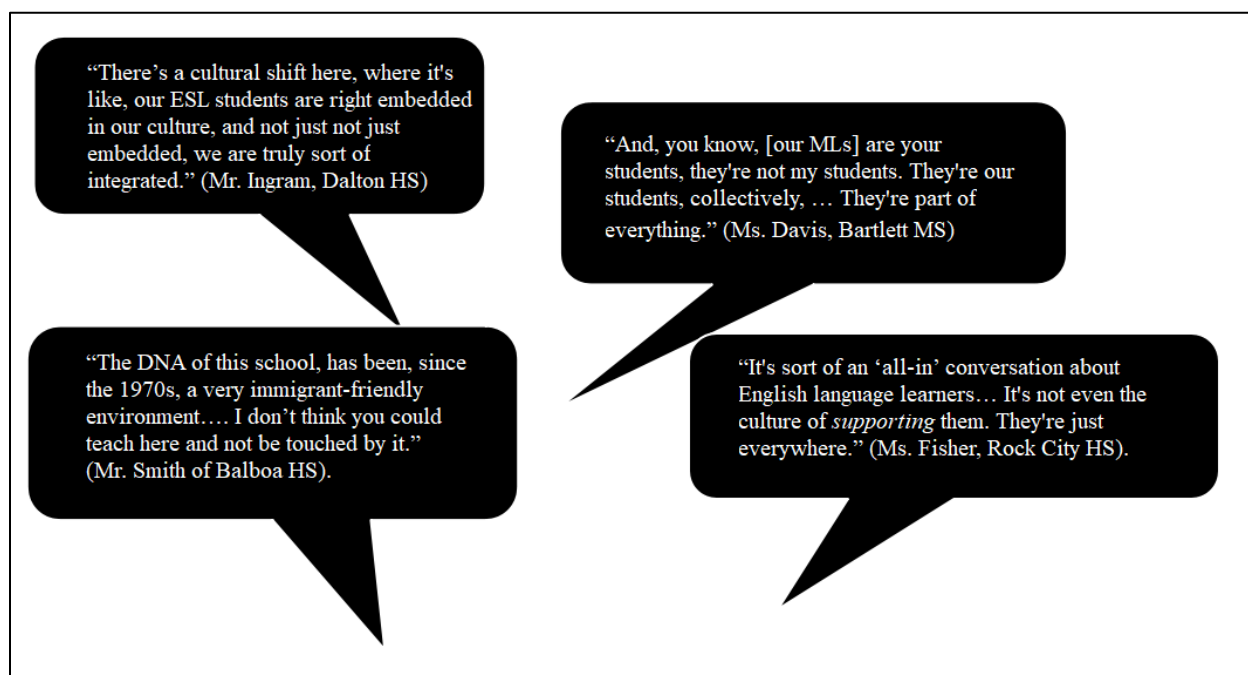 “There’s a cultural shift here, where it's
like, our ESL students are right embedded
in our culture, and not just not just
embedded, we are truly sort of
integrated.” (Mr. Ingram, Dalton HS)
“And, you know, [our MLs] are your
students, they're not my students. They're our
students, collectively, … They're part of
everything.” (Ms. Davis, Bartlett MS)
“The DNA of this school, has been, since
the 1970s, a very immigrant-friendly
environment…. I don’t think you could
teach here and not be touched by it.”
(Mr. Smith of Balboa HS).
“It's sort of an ‘all-in’ conversation about
English language learners… It's not even the
culture of supporting them. They're just
everywhere.” (Ms. Fisher, Rock City HS).